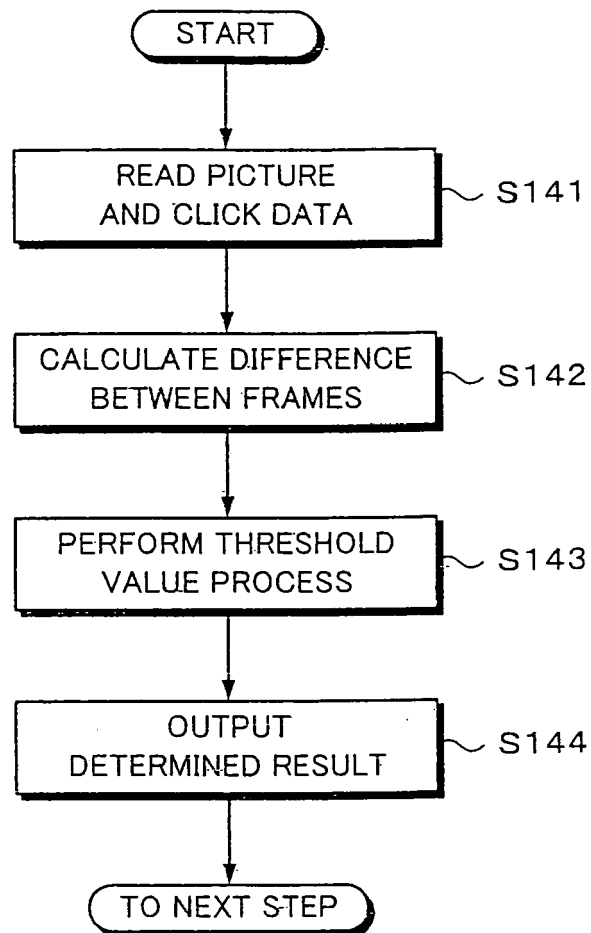 START
READ PICTURE
AND CLICK DATA
S141
CALCULATE DIFFERENCE
BETWEEN FRAMES
S142
PERFORM THRESHOLD
VALUE PROCESS
S143
OUTPUT
DETERMINED RESULT
S144
TO NEXT STEP